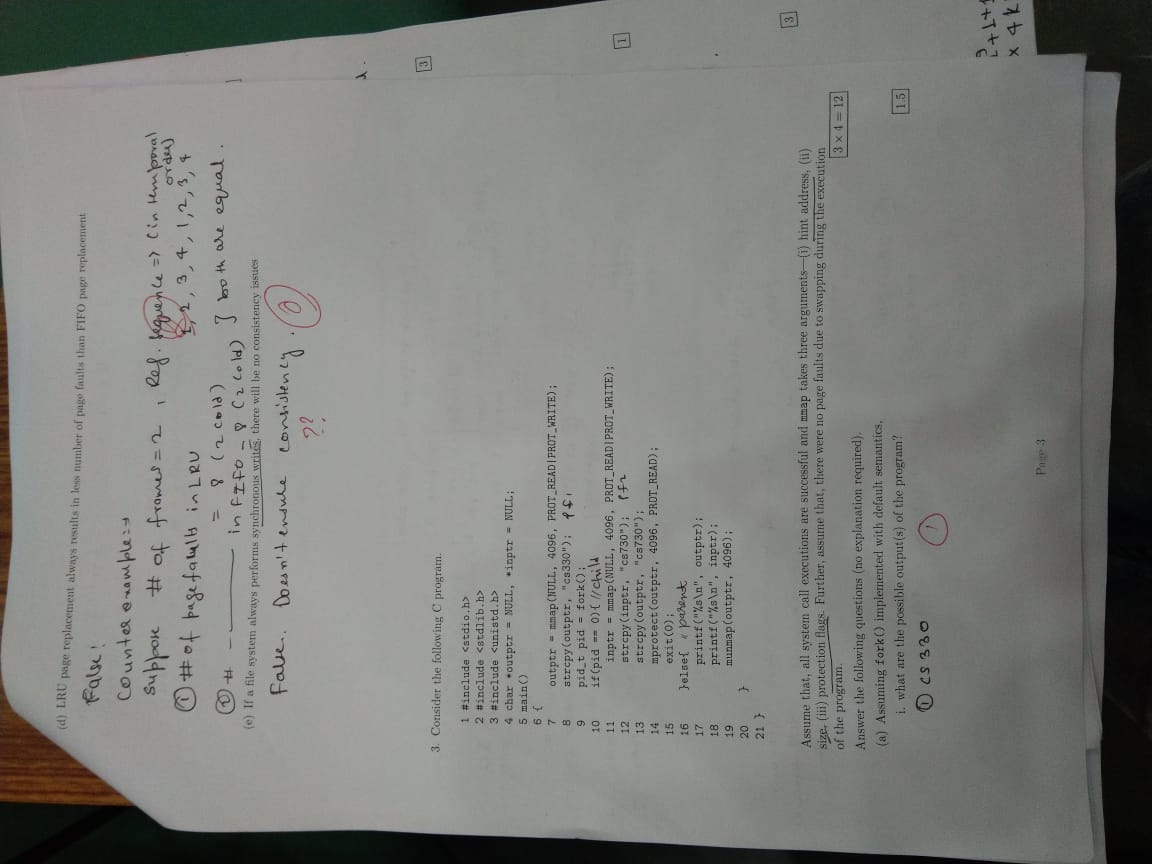 (d) LRU page replacement always results in less number of page faults than FIFO page replacement
False!
Counter example:→
Suppose # of frames = 2 , Ref. sequence => (in temporal order)
1, 2, 3, 4, 1, 2, 3, 4
① # of page faults in LRU
= 8 (2 cold)
② # - ———— in FIFO = 8 (2 cold) } both are equal.
(e) If a file system always performs synchronous writes, there will be no consistency issues
False. Doesn't ensure consistency.
0
??
3. Consider the following C program.
3
1 #include <stdio.h>
2 #include <stdlib.h>
3 #include <unistd.h>
4 char *outptr = NULL, *inptr = NULL;
5 main()
6 {
7 outptr = mmap(NULL, 4096, PROT_READ|PROT_WRITE);
8 strcpy(outptr, "cs330"); pf1
9 pid_t pid = fork();
10 if(pid == 0){ //child
11 inptr = mmap(NULL, 4096, PROT_READ|PROT_WRITE);
12 strcpy(inptr, "cs730"); pf2
1
13 strcpy(outptr, "cs730");
14 mprotect(outptr, 4096, PROT_READ);
15 exit(0);
16 }else{ // parent
17 printf("%s\n", outptr);
18 printf("%s\n", inptr);
19 munmap(outptr, 4096);
20 }
21 }
3
Assume that, all system call executions are successful and mmap takes three arguments—(i) hint address, (ii)
size, (iii) protection flags. Further, assume that, there were no page faults due to swapping during the execution
of the program.
3 × 4 = 12
Answer the following questions (no explanation required).
(a) Assuming fork() implemented with default semantics,
i. what are the possible output(s) of the program?
1.5
① cs 330
1
x 4 k
Page 3